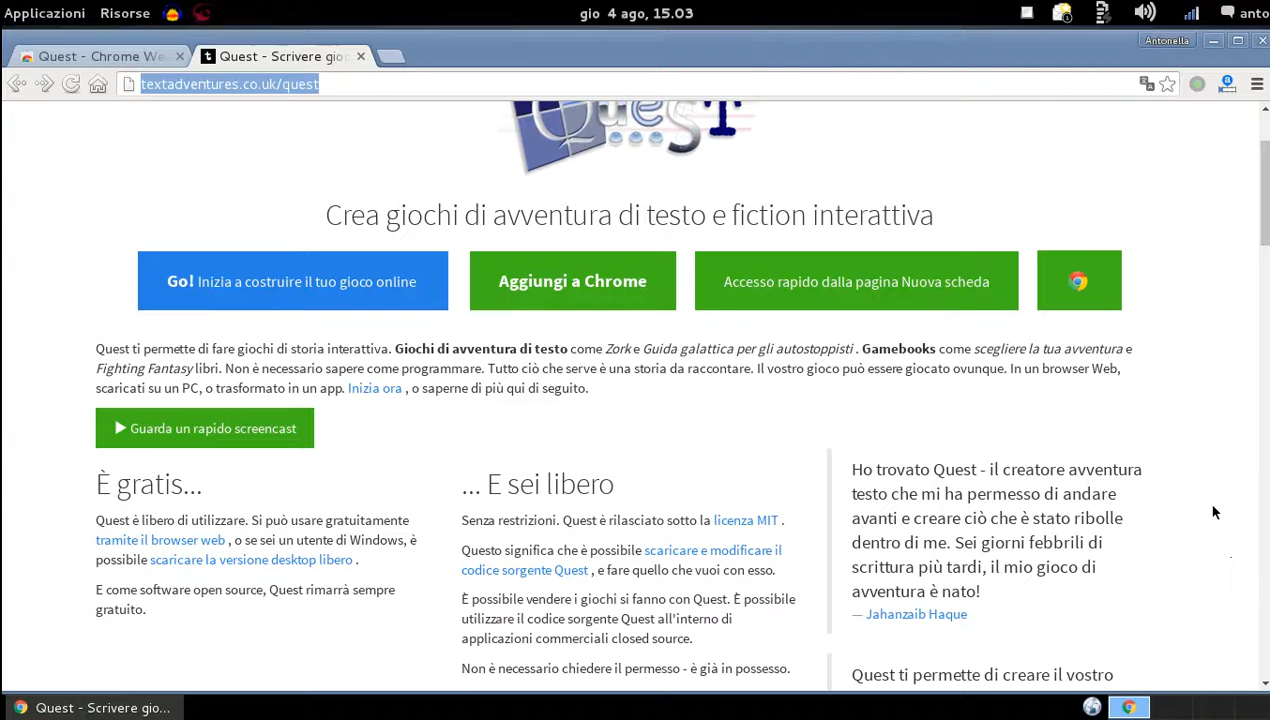 Applicazioni Risorse gio 4 ago, 15.03 anto
Antonella
Quest - Chrome We Quest - Scrivere gioc
textadventures.co.uk/quest
Quest
Crea giochi di avventura di testo e fiction interattiva
Go! Inizia a costruire il tuo gioco online
Aggiungi a Chrome
Accesso rapido dalla pagina Nuova scheda
Quest ti permette di fare giochi di storia interattiva. Giochi di avventura di testo come Zork e Guida galattica per gli autostoppisti . Gamebooks come scegliere la tua avventura e
Fighting Fantasy libri. Non è necessario sapere come programmare. Tutto ciò che serve è una storia da raccontare. Il vostro gioco può essere giocato ovunque. In un browser Web,
scaricati su un PC, o trasformato in un app. Inizia ora , o saperne di più qui di seguito.
Guarda un rapido screencast
È gratis...
Quest è libero di utilizzare. Si può usare gratuitamente
tramite il browser web , o se sei un utente di Windows, è
possibile scaricare la versione desktop libero .
E come software open source, Quest rimarrà sempre
gratuito.
... E sei libero
Senza restrizioni. Quest è rilasciato sotto la licenza MIT .
Questo significa che è possibile scaricare e modificare il
codice sorgente Quest , e fare quello che vuoi con esso.
È possibile vendere i giochi si fanno con Quest. È possibile
utilizzare il codice sorgente Quest all'interno di
applicazioni commerciali closed source.
Non è necessario chiedere il permesso - è già in possesso.
Ho trovato Quest - il creatore avventura
testo che mi ha permesso di andare
avanti e creare ciò che è stato ribolle
dentro di me. Sei giorni febbrili di
scrittura più tardi, il mio gioco di
avventura è nato!
— Jahanzaib Haque
Quest ti permette di creare il vostro
Quest - Scrivere gio...